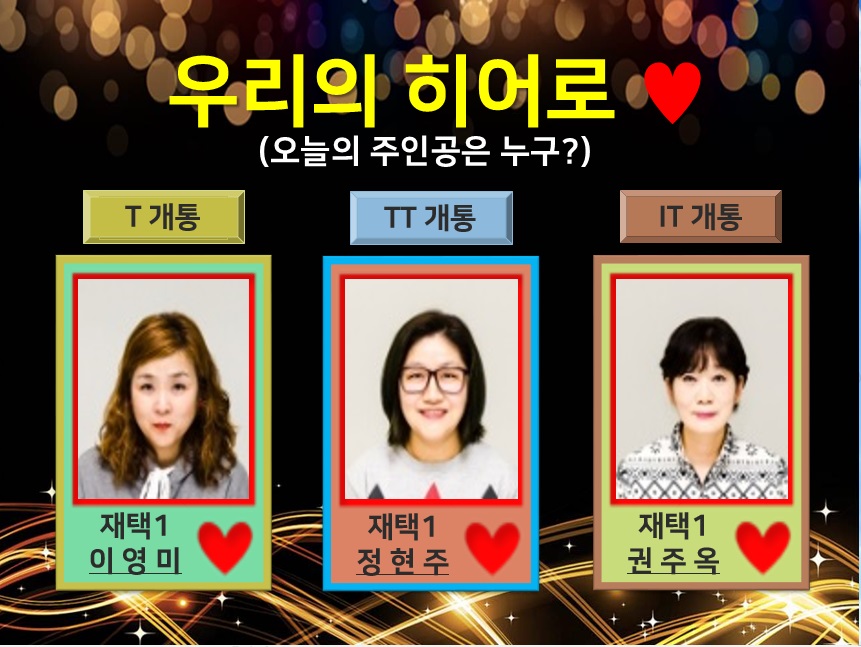 우리의 히어로
(오늘의 주인공은 누구?)
T 개통
TT 개통
IT 개통
재택1
이 영 미
재택1
정 현 주
재택1
권 주 옥